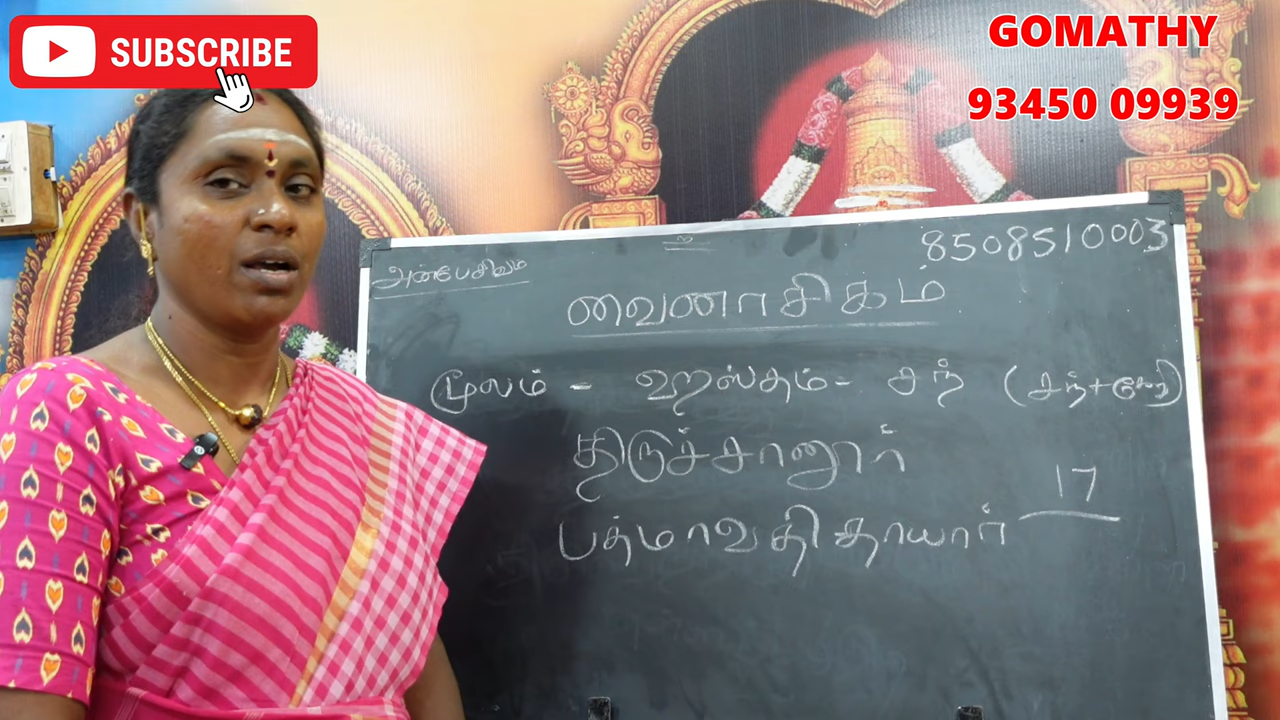 SUBSCRIBE
GOMATHY
93450 09939
உ
8508510003
அன்பேசிவம்
வைனாசிகம்
மூலம் - ஹஸ்தம் - சந் (சந்+கே)
திருச்சானூர்
17
பத்மாவதி தாயார்